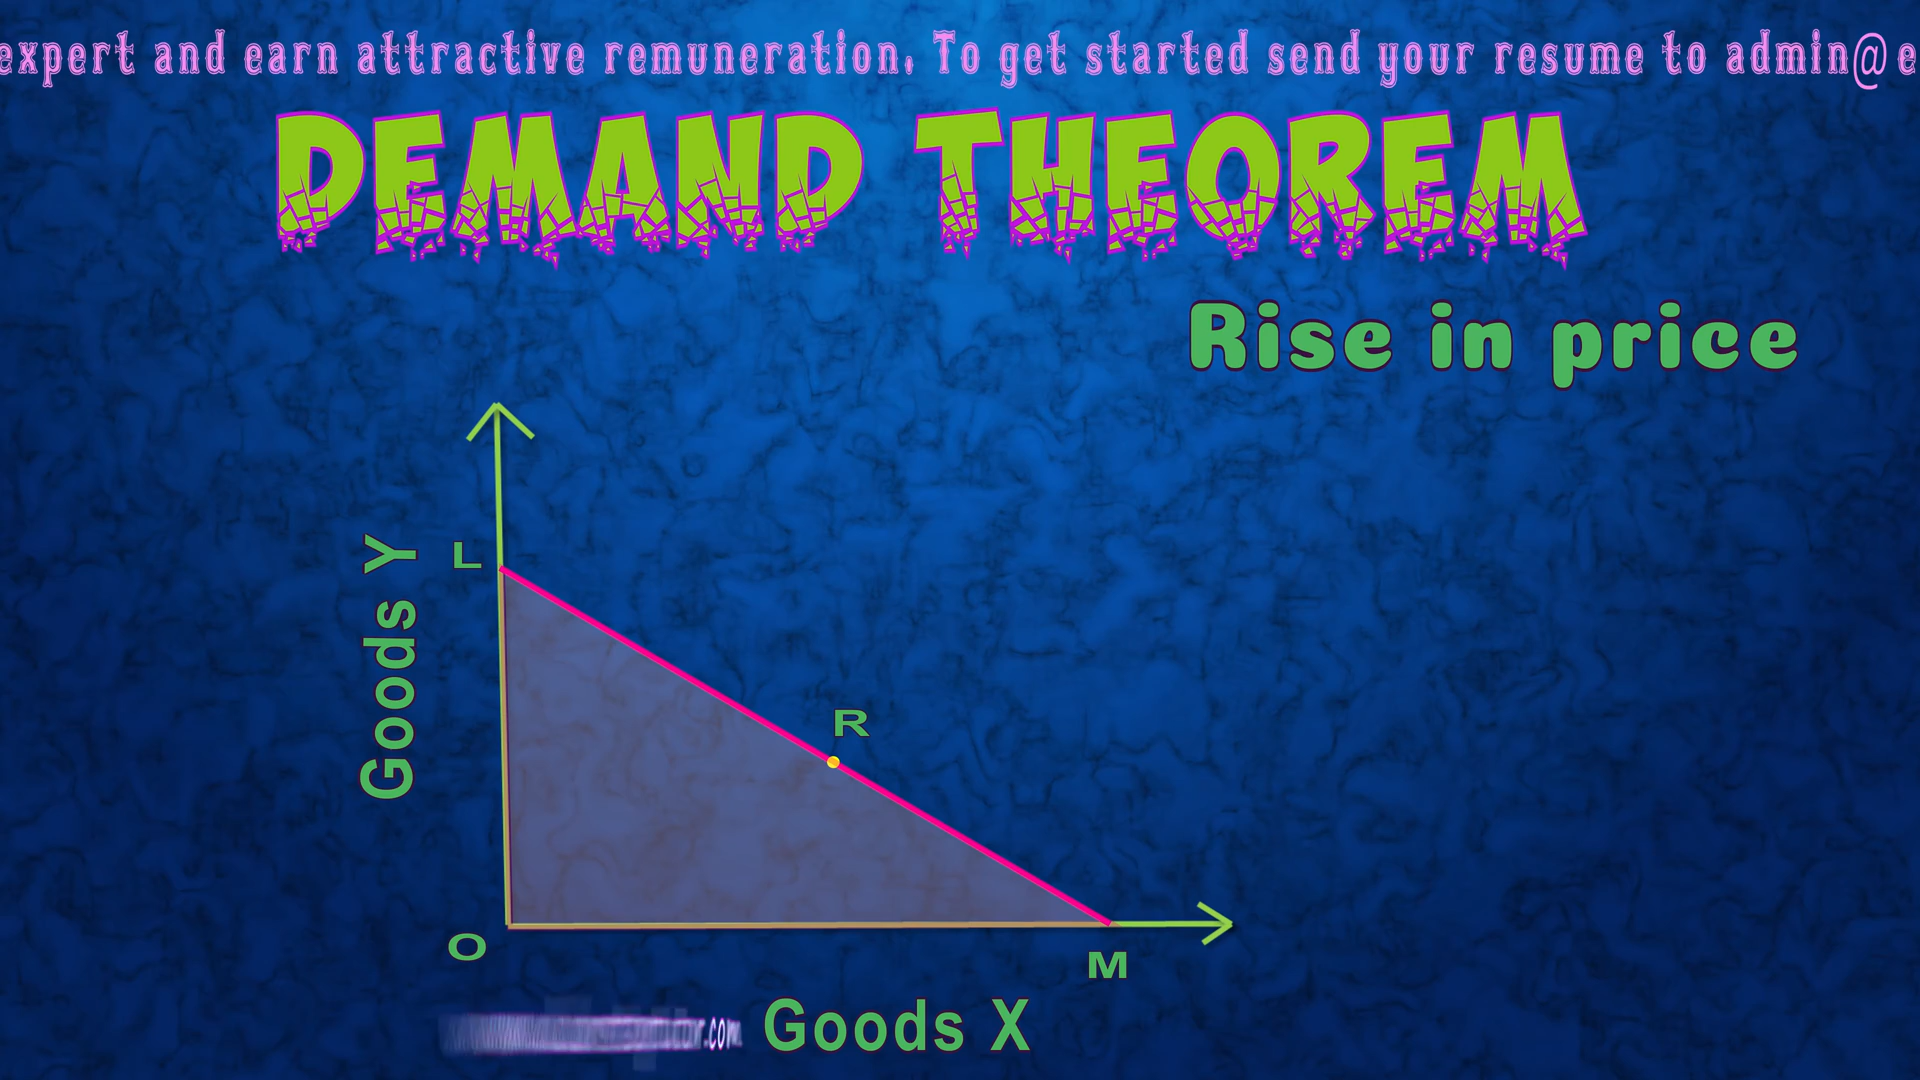 expert and earn attractive remuneration. To get started send your resume to admin@e
DEMAND THEOREM
Rise in price
Goods Y
L
R
O
M
.com
Goods X